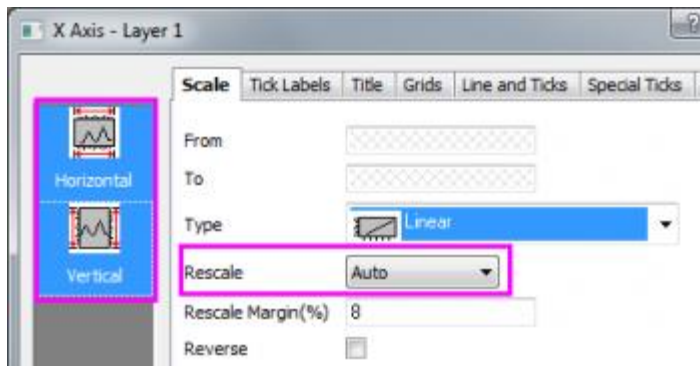 X Axis - Layer 1
Scale Tick Labels Title Grids Line and Ticks Special Ticks
Horizontal
Vertical
From
To
Type Linear
Rescale Auto
Rescale Margin(%) 8
Reverse